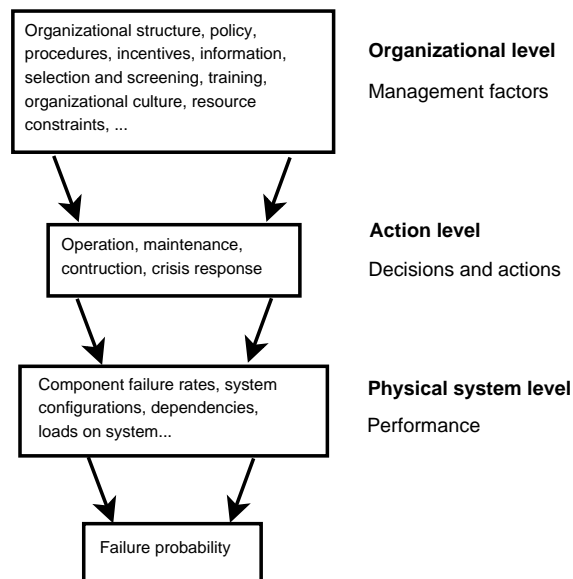 Organizational structure, policy,
procedures, incentives, information,
selection and screening, training,
organizational culture, resource
constraints, ...
Organizational level
Management factors
Operation, maintenance,
contruction, crisis response
Action level
Decisions and actions
Component failure rates, system
configurations, dependencies,
loads on system...
Physical system level
Performance
Failure probability